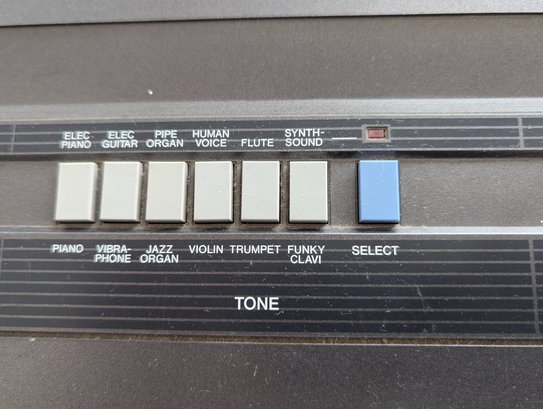 ELEC PIANO
ELEC GUITAR
PIPE ORGAN
HUMAN VOICE
FLUTE
SYNTH-SOUND
PIANO
VIBRA-PHONE
JAZZ ORGAN
VIOLIN
TRUMPET
FUNKY CLAVI
SELECT
TONE